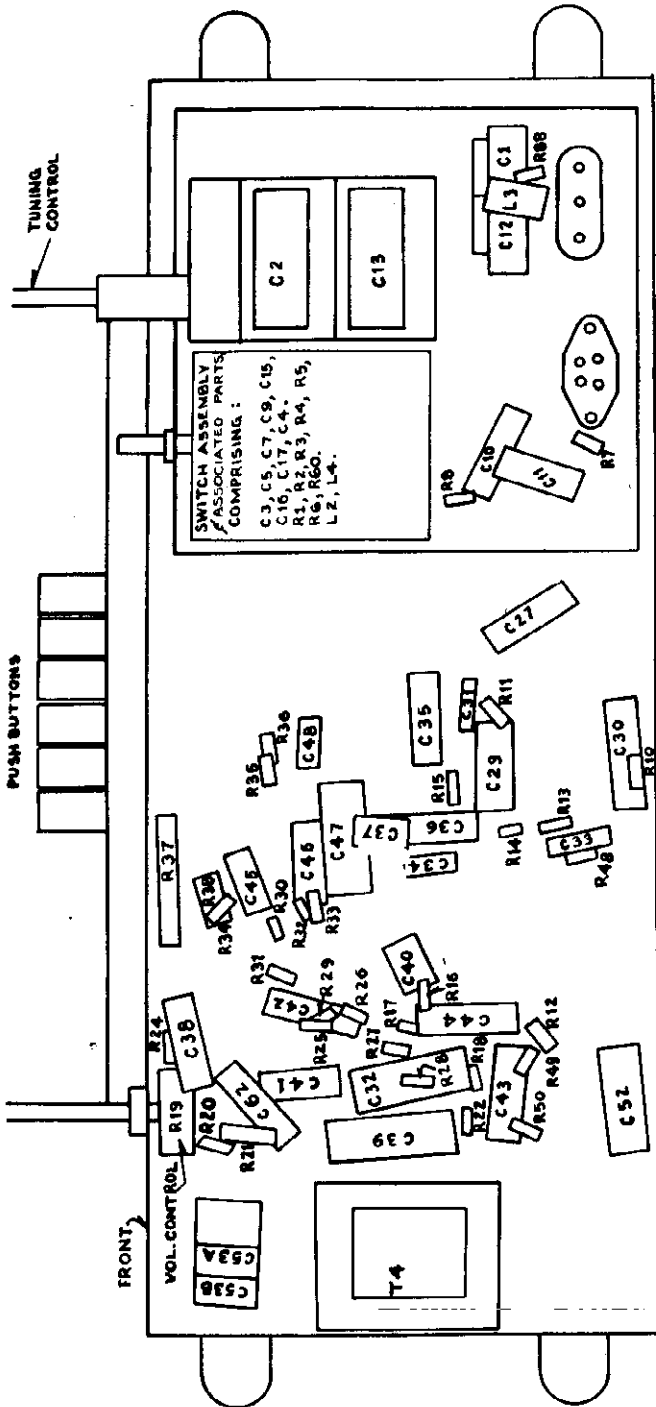 TUNING
CONTROL
PUSH BUTTONS
FRONT
VOL. CONTROL
SWITCH ASSEMBLY
& ASSOCIATED PARTS
COMPRISING :
C3, C5, C7, C9, C15,
C16, C17, C4.
R1, R2, R3, R4, R5,
R6, R60.
L2, L4.
C2
C13
C12
L3
C1
R68
C10
C11
R8
R7
C27
R37
R36
R35
C48
C35
C31
R11
R15
C29
C30
R10
R38
R34
C45
R30
C46
C47
C37
C36
C34
R14
R13
C33
R48
R32
R33
R31
C42
R29
R25
R26
C40
R16
R17
C44
R12
R24
C38
R19
R20
R21
C62
C41
R27
C32
R28
R18
C43
R49
R50
R22
C39
C52
C53A
C53B
T4